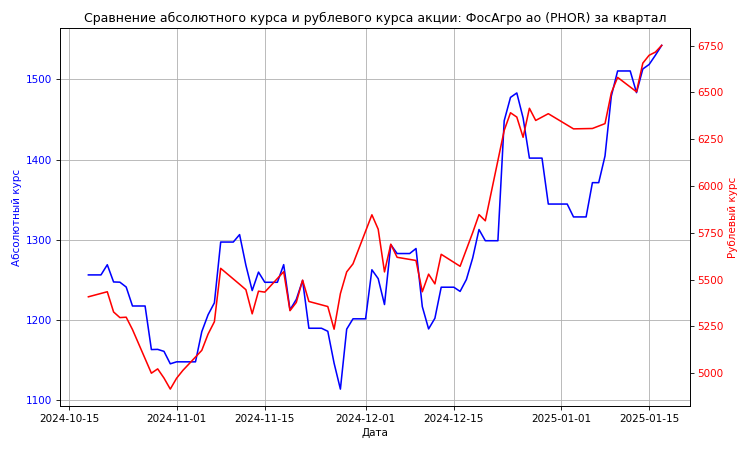 Сравнение абсолютного курса и рублевого курса акции: ФосАгро ао (PHOR) за квартал
Абсолютный курс
1500
1400
1300
1200
1100
6750
6500
6250
6000
5750
5500
5250
5000
Рублевый курс
2024-10-15 2024-11-01 2024-11-15 2024-12-01 2024-12-15 2025-01-01 2025-01-15
Дата